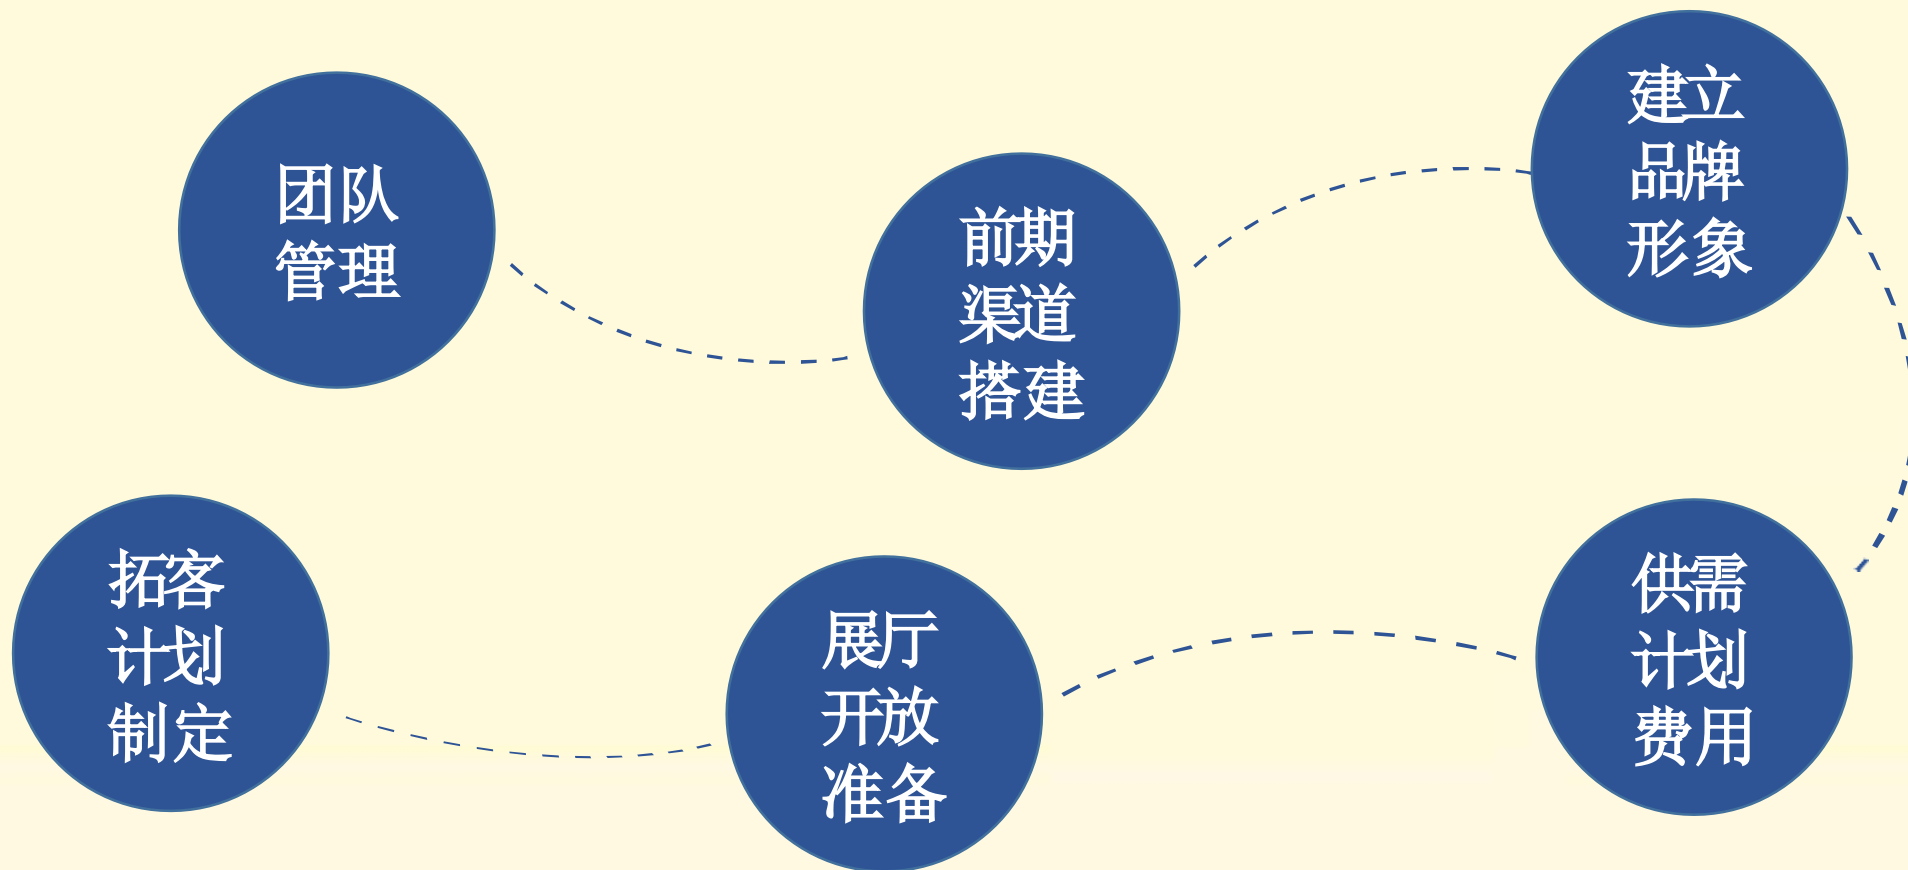 团队
管理
前期
渠道
搭建
建立
品牌
形象
拓客
计划
制定
展厅
开放
准备
供需
计划
费用